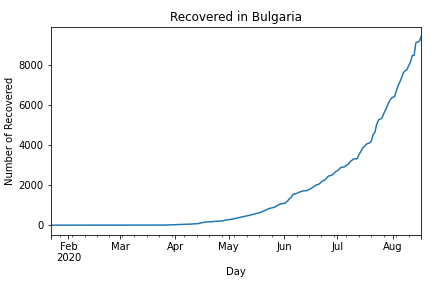 Recovered in Bulgaria
Number of Recovered
8000
6000
4000
2000
0
Feb Mar Apr May Jun Jul Aug
2020
Day